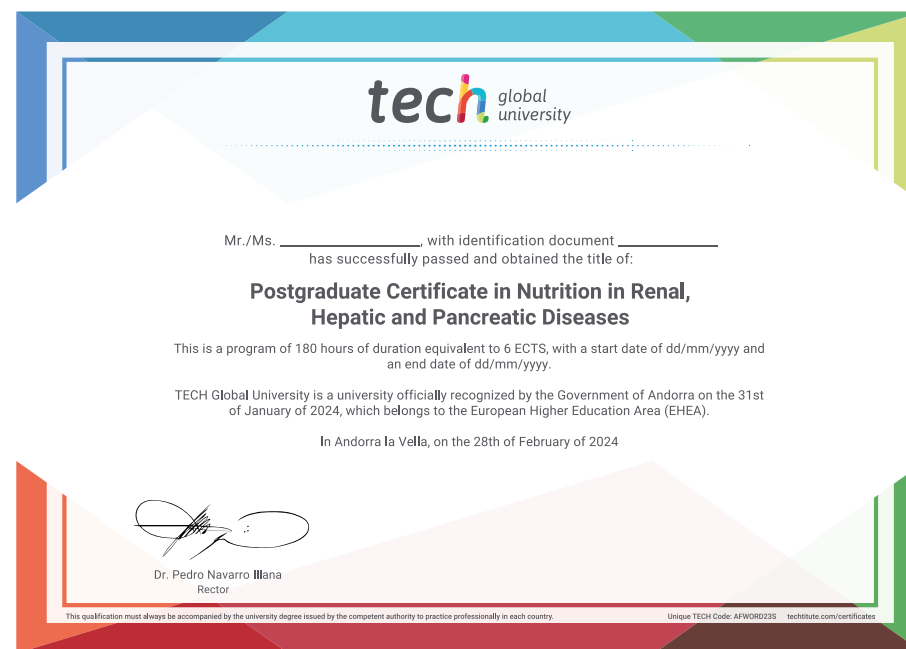 tech global
university
Mr./Ms. ____________, with identification document ____________
has successfully passed and obtained the title of:
Postgraduate Certificate in Nutrition in Renal,
Hepatic and Pancreatic Diseases
This is a program of 180 hours of duration equivalent to 6 ECTS, with a start date of dd/mm/yyyy and
an end date of dd/mm/yyyy.
TECH Global University is a university officially recognized by the Government of Andorra on the 31st
of January of 2024, which belongs to the European Higher Education Area (EHEA).
In Andorra la Vella, on the 28th of February of 2024
Dr. Pedro Navarro Illana
Rector
This qualification must always be accompanied by the university degree issued by the competent authority to practice professionally in each country.
Unique TECH Code: AFWORD23S techtitute.com/certificates